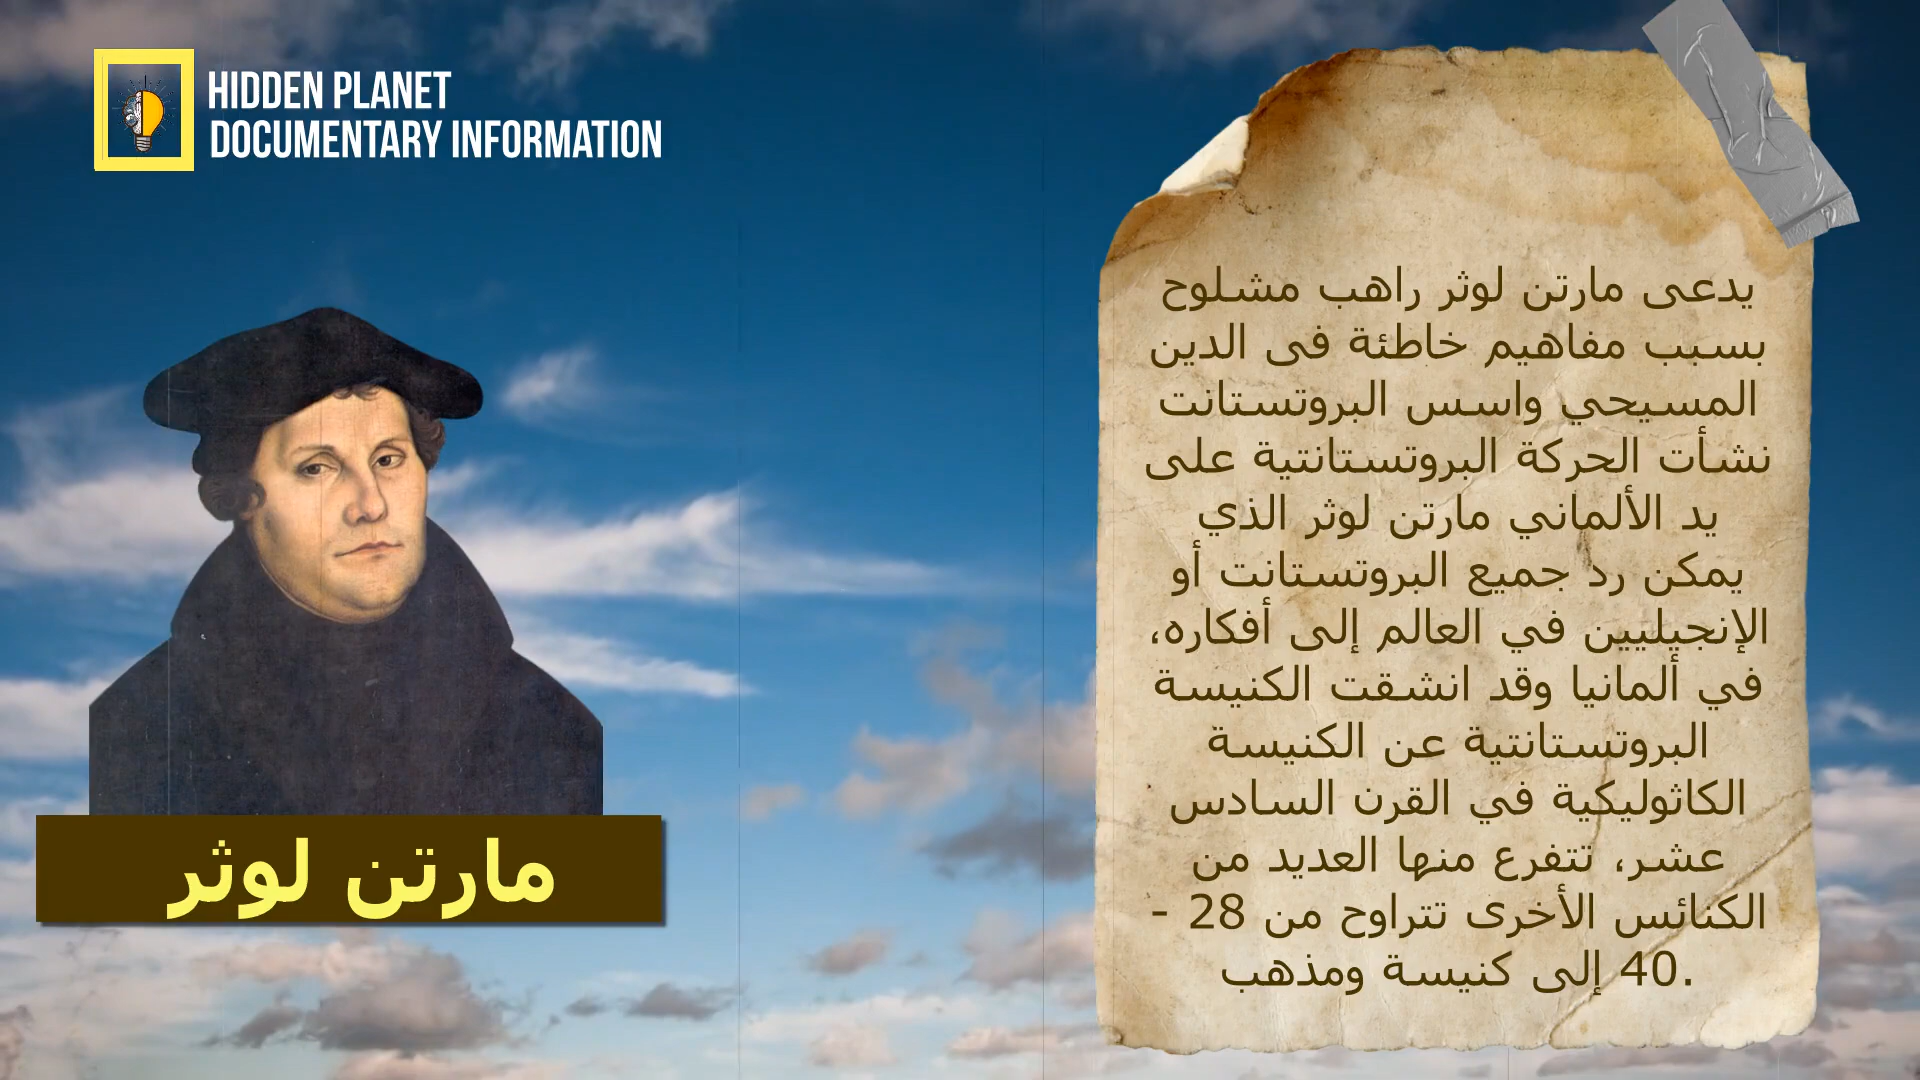 HIDDEN PLANET
DOCUMENTARY INFORMATION
مارتن لوثر
يدعى مارتن لوثر راهب مشلوح
بسبب مفاهيم خاطئة فى الدين
المسيحي واسس البروتستانت
نشأت الحركة البروتستانتية على
يد الألماني مارتن لوثر الذي
يمكن رد جميع البروتستانت أو
الإنجيليين في العالم إلى أفكاره،
في ألمانيا وقد انشقت الكنيسة
البروتستانتية عن الكنيسة
الكاثوليكية في القرن السادس
عشر، تتفرع منها العديد من
الكنائس الأخرى تتراوح من 28 -
.40 إلى كنيسة ومذهب